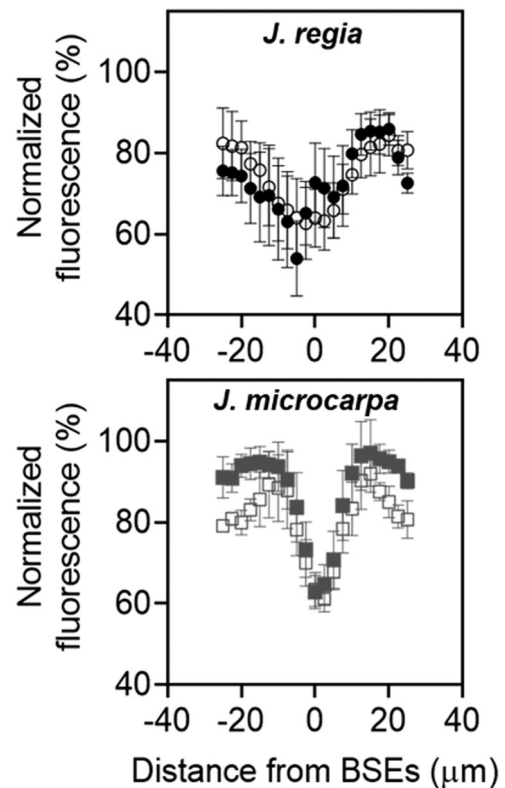 J. regia
Normalized
fluorescence (%)
100
80
60
40
-40 -20 0 20 40
J. microcarpa
Normalized
fluorescence (%)
100
80
60
40
-40 -20 0 20 40
Distance from BSEs (μm)